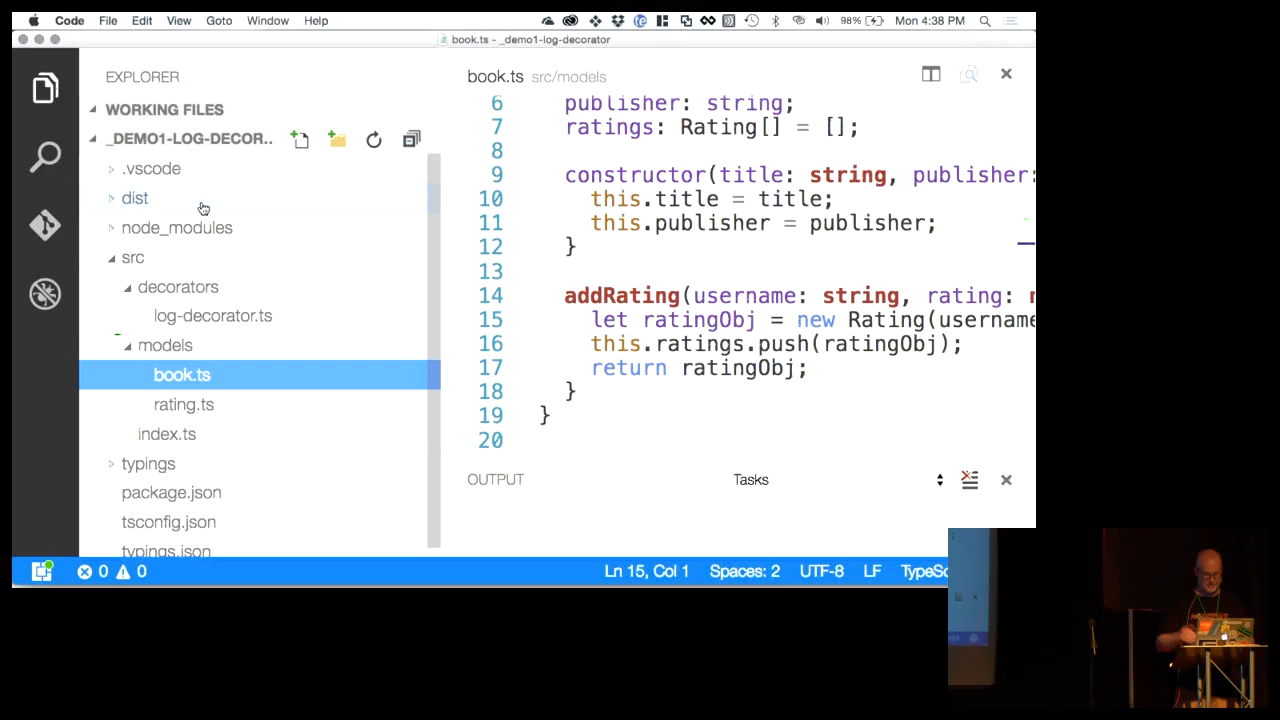 Code File Edit View Goto Window Help 98% Mon 4:38 PM
book.ts - _demo1-log-decorator
EXPLORER
WORKING FILES
_DEMO1-LOG-DECOR..
.vscode
dist
node_modules
src
decorators
log-decorator.ts
models
book.ts
rating.ts
index.ts
typings
package.json
tsconfig.json
typings.json
book.ts src/models
6 publisher: string;
7 ratings: Rating[] = [];
8
9 constructor(title: string, publisher:
10 this.title = title;
11 this.publisher = publisher;
12 }
13
14 addRating(username: string, rating:
15 let ratingObj = new Rating(username
16 this.ratings.push(ratingObj);
17 return ratingObj;
18 }
19 }
20
OUTPUT Tasks
0 0 Ln 15, Col 1 Spaces: 2 UTF-8 LF TypeSc